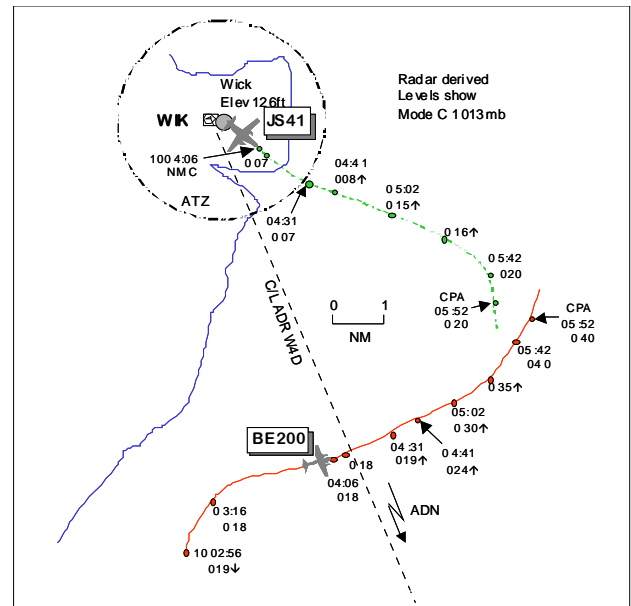 Wick
Elev 126ft
WIK
JS41
Radar derived
Levels show
Mode C 1013mb
100 4:06
NMC
0 07
ATZ
04:31
0 07
04:41
008↑
05:02
0 15↑
0 16↑
0 5:42
020
CPA
05:52
0 20
CPA
05:52
0 40
0 1
NM
C/L ADR W4D
05:42
04 0
0 35↑
05:02
0 30↑
0 4:41
024↑
04:31
019↑
BE200
0 18
04:06
018
ADN
0 3:16
0 18
10 02:56
019↓